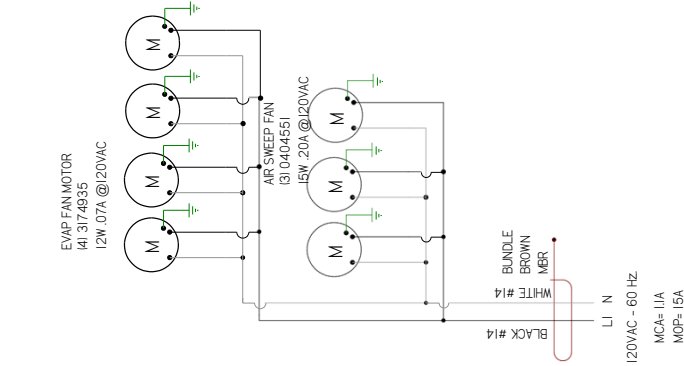 M
M
M
M
EVAP FAN MOTOR
(4) 3174935
12W .07A @120VAC
AIR SWEEP FAN
(3) 0404551
15W .20A @120VAC
M
M
M
BUNDLE
BROWN
MBR
WHITE #14
BLACK #14
L1 N
120VAC - 60 Hz.
MCA= 1.1A
MOP= 15A